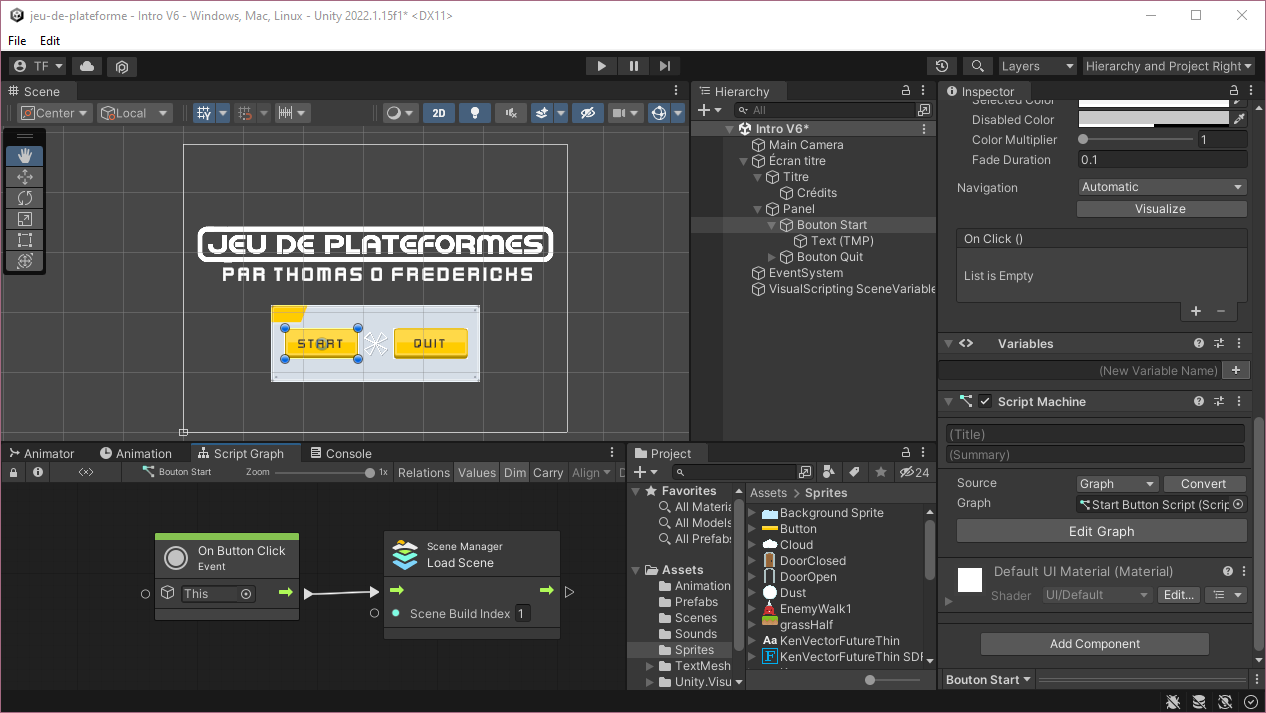 jeu-de-plateforme - Intro V6 - Windows, Mac, Linux - Unity 2022.1.15f1* <DX11>
File Edit
TF
Layers
Hierarchy and Project Right
Scene
Center
Local
2D
JEU DE PLATEFORMES
PAR THOMAS O FREDERICHS
START
QUIT
Hierarchy
All
Intro V6*
Main Camera
Écran titre
Titre
Crédits
Panel
Bouton Start
Text (TMP)
Bouton Quit
EventSystem
VisualScripting SceneVariable
Inspector
Selected Color
Disabled Color
Color Multiplier 1
Fade Duration 0.1
Navigation Automatic
Visualize
On Click ()
List is Empty
Variables
(New Variable Name)
Script Machine
(Title)
(Summary)
Source Graph Convert
Graph Start Button Script (Scrip
Edit Graph
Default UI Material (Material)
Shader UI/Default Edit...
Add Component
Bouton Start
Animator
Animation
Script Graph
Console
<x> Bouton Start Zoom 1x Relations Values Dim Carry Align D
On Button Click
Event
This
Scene Manager
Load Scene
Scene Build Index 1
Project
24
Favorites
All Materia
All Models
All Prefabs
Assets
Animation
Prefabs
Scenes
Sounds
Sprites
TextMesh
Unity.Visu
Assets > Sprites
Background Sprite
Button
Cloud
DoorClosed
DoorOpen
Dust
EnemyWalk1
grassHalf
Aa KenVectorFutureThin
F KenVectorFutureThin SDF